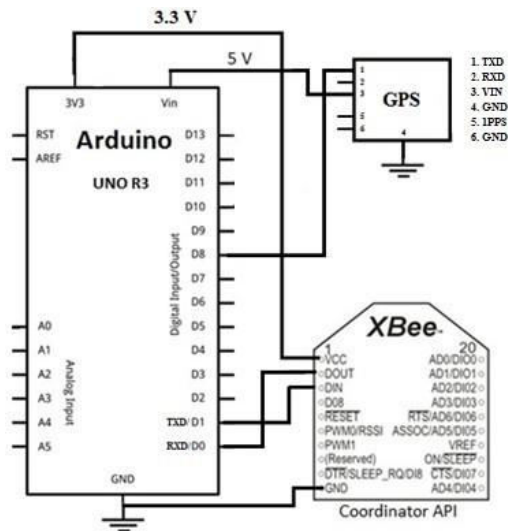 3.3 V
5 V
3V3
Vin
Arduino
UNO R3
RST
AREF
A0
A1
A2
A3
A4
A5
Analog Input
Digital Input/Output
D13
D12
D11
D10
D9
D8
D7
D6
D5
D4
D3
D2
TXD/D1
RXD/D0
GND
1
2
3
5
6
GPS
4
1. TXD
2. RXD
3. VIN
4. GND
5. 1PPS
6. GND
XBee™
1 20
VCC AD0/DIO0
DOUT AD1/DIO1
DIN AD2/DIO2
DO8 AD3/DIO3
RESET RTS/AD6/DIO6
PWM0/RSSI ASSOC/AD5/DIO5
PWM1 VREF
(Reserved) ON/SLEEP
DTR/SLEEP_RQ/DI8 CTS/DIO7
GND AD4/DIO4
Coordinator API